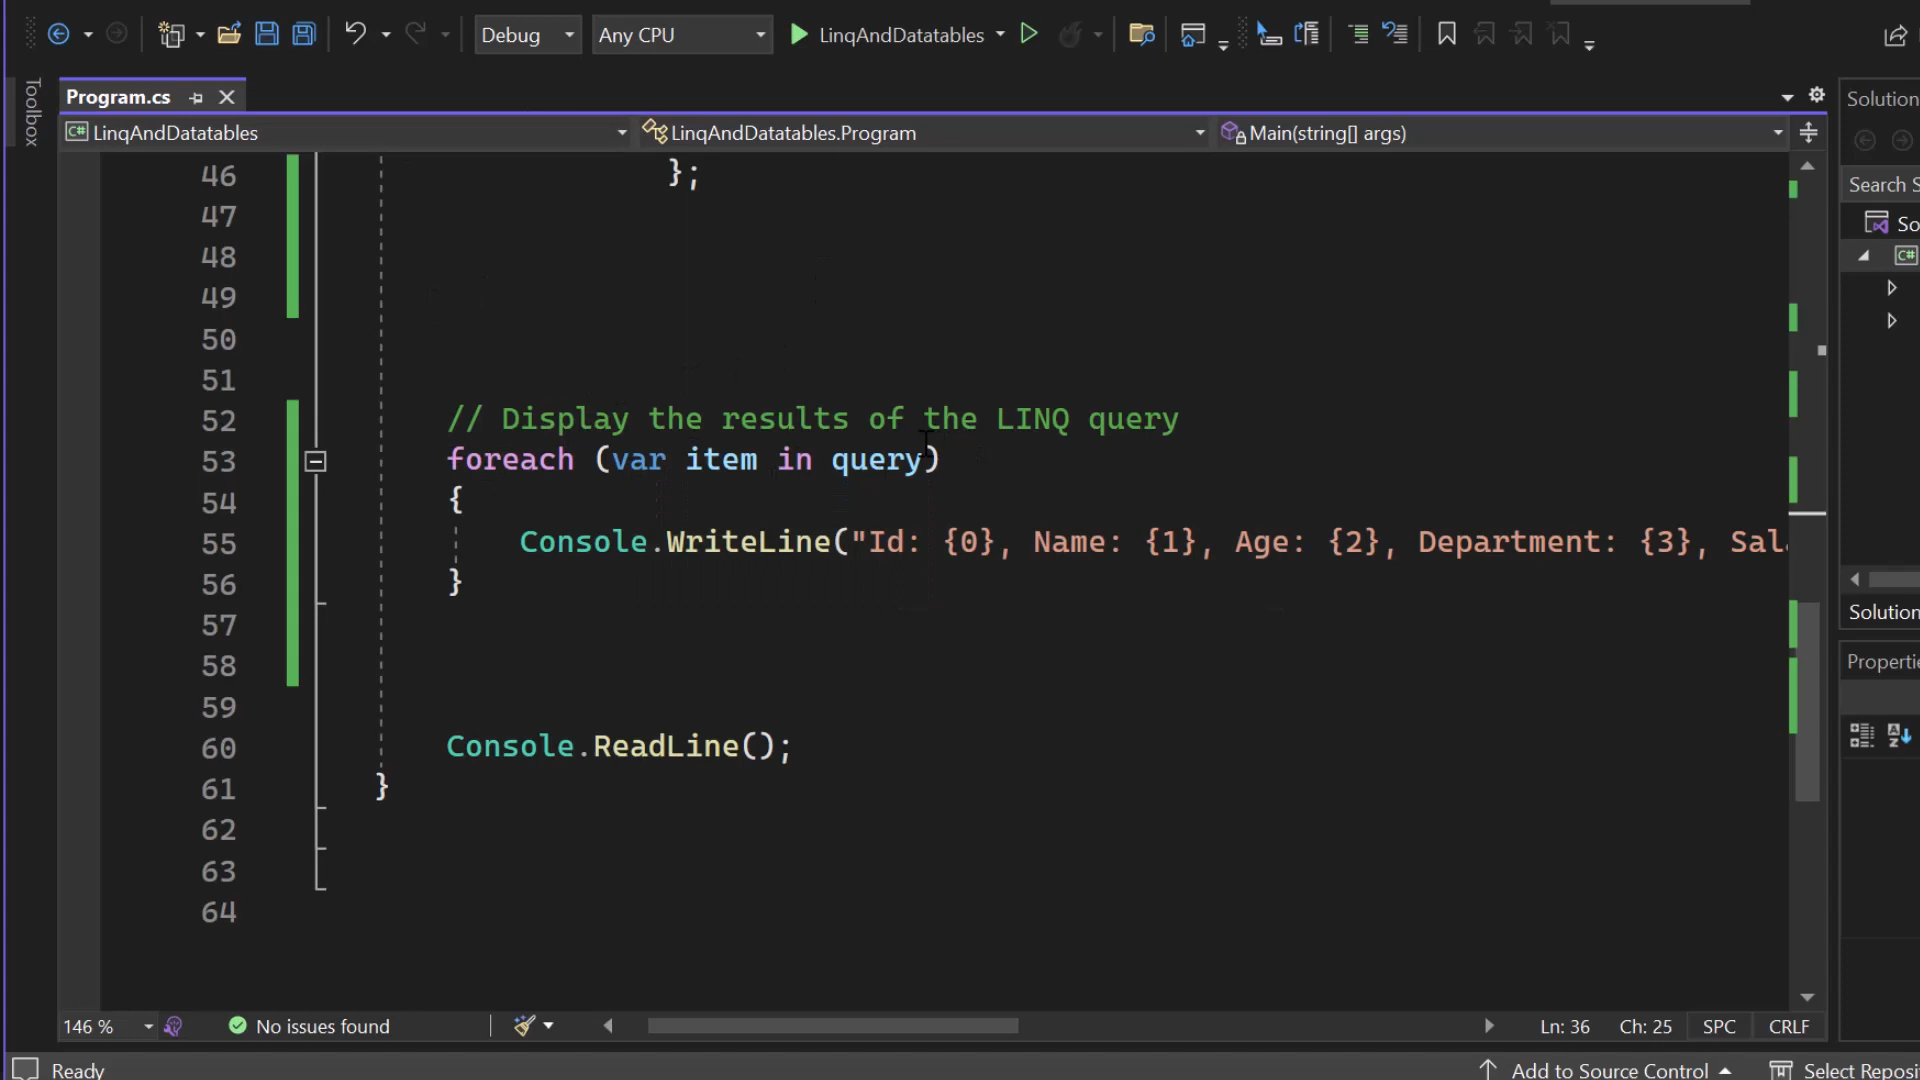 Debug Any CPU LinqAndDatatables
Toolbox
Program.cs
Solution
C# LinqAndDatatables LinqAndDatatables.Program Main(string[] args)
Search S
So
C#
46 };
47
48
49
50
51
52 // Display the results of the LINQ query
53 foreach (var item in query)
54 {
55 Console.WriteLine("Id: {0}, Name: {1}, Age: {2}, Department: {3}, Sal
56 }
57
58
59
60 Console.ReadLine();
61 }
62
63
64
Solution
Properti
146 % No issues found Ln: 36 Ch: 25 SPC CRLF
Ready Add to Source Control Select Reposi